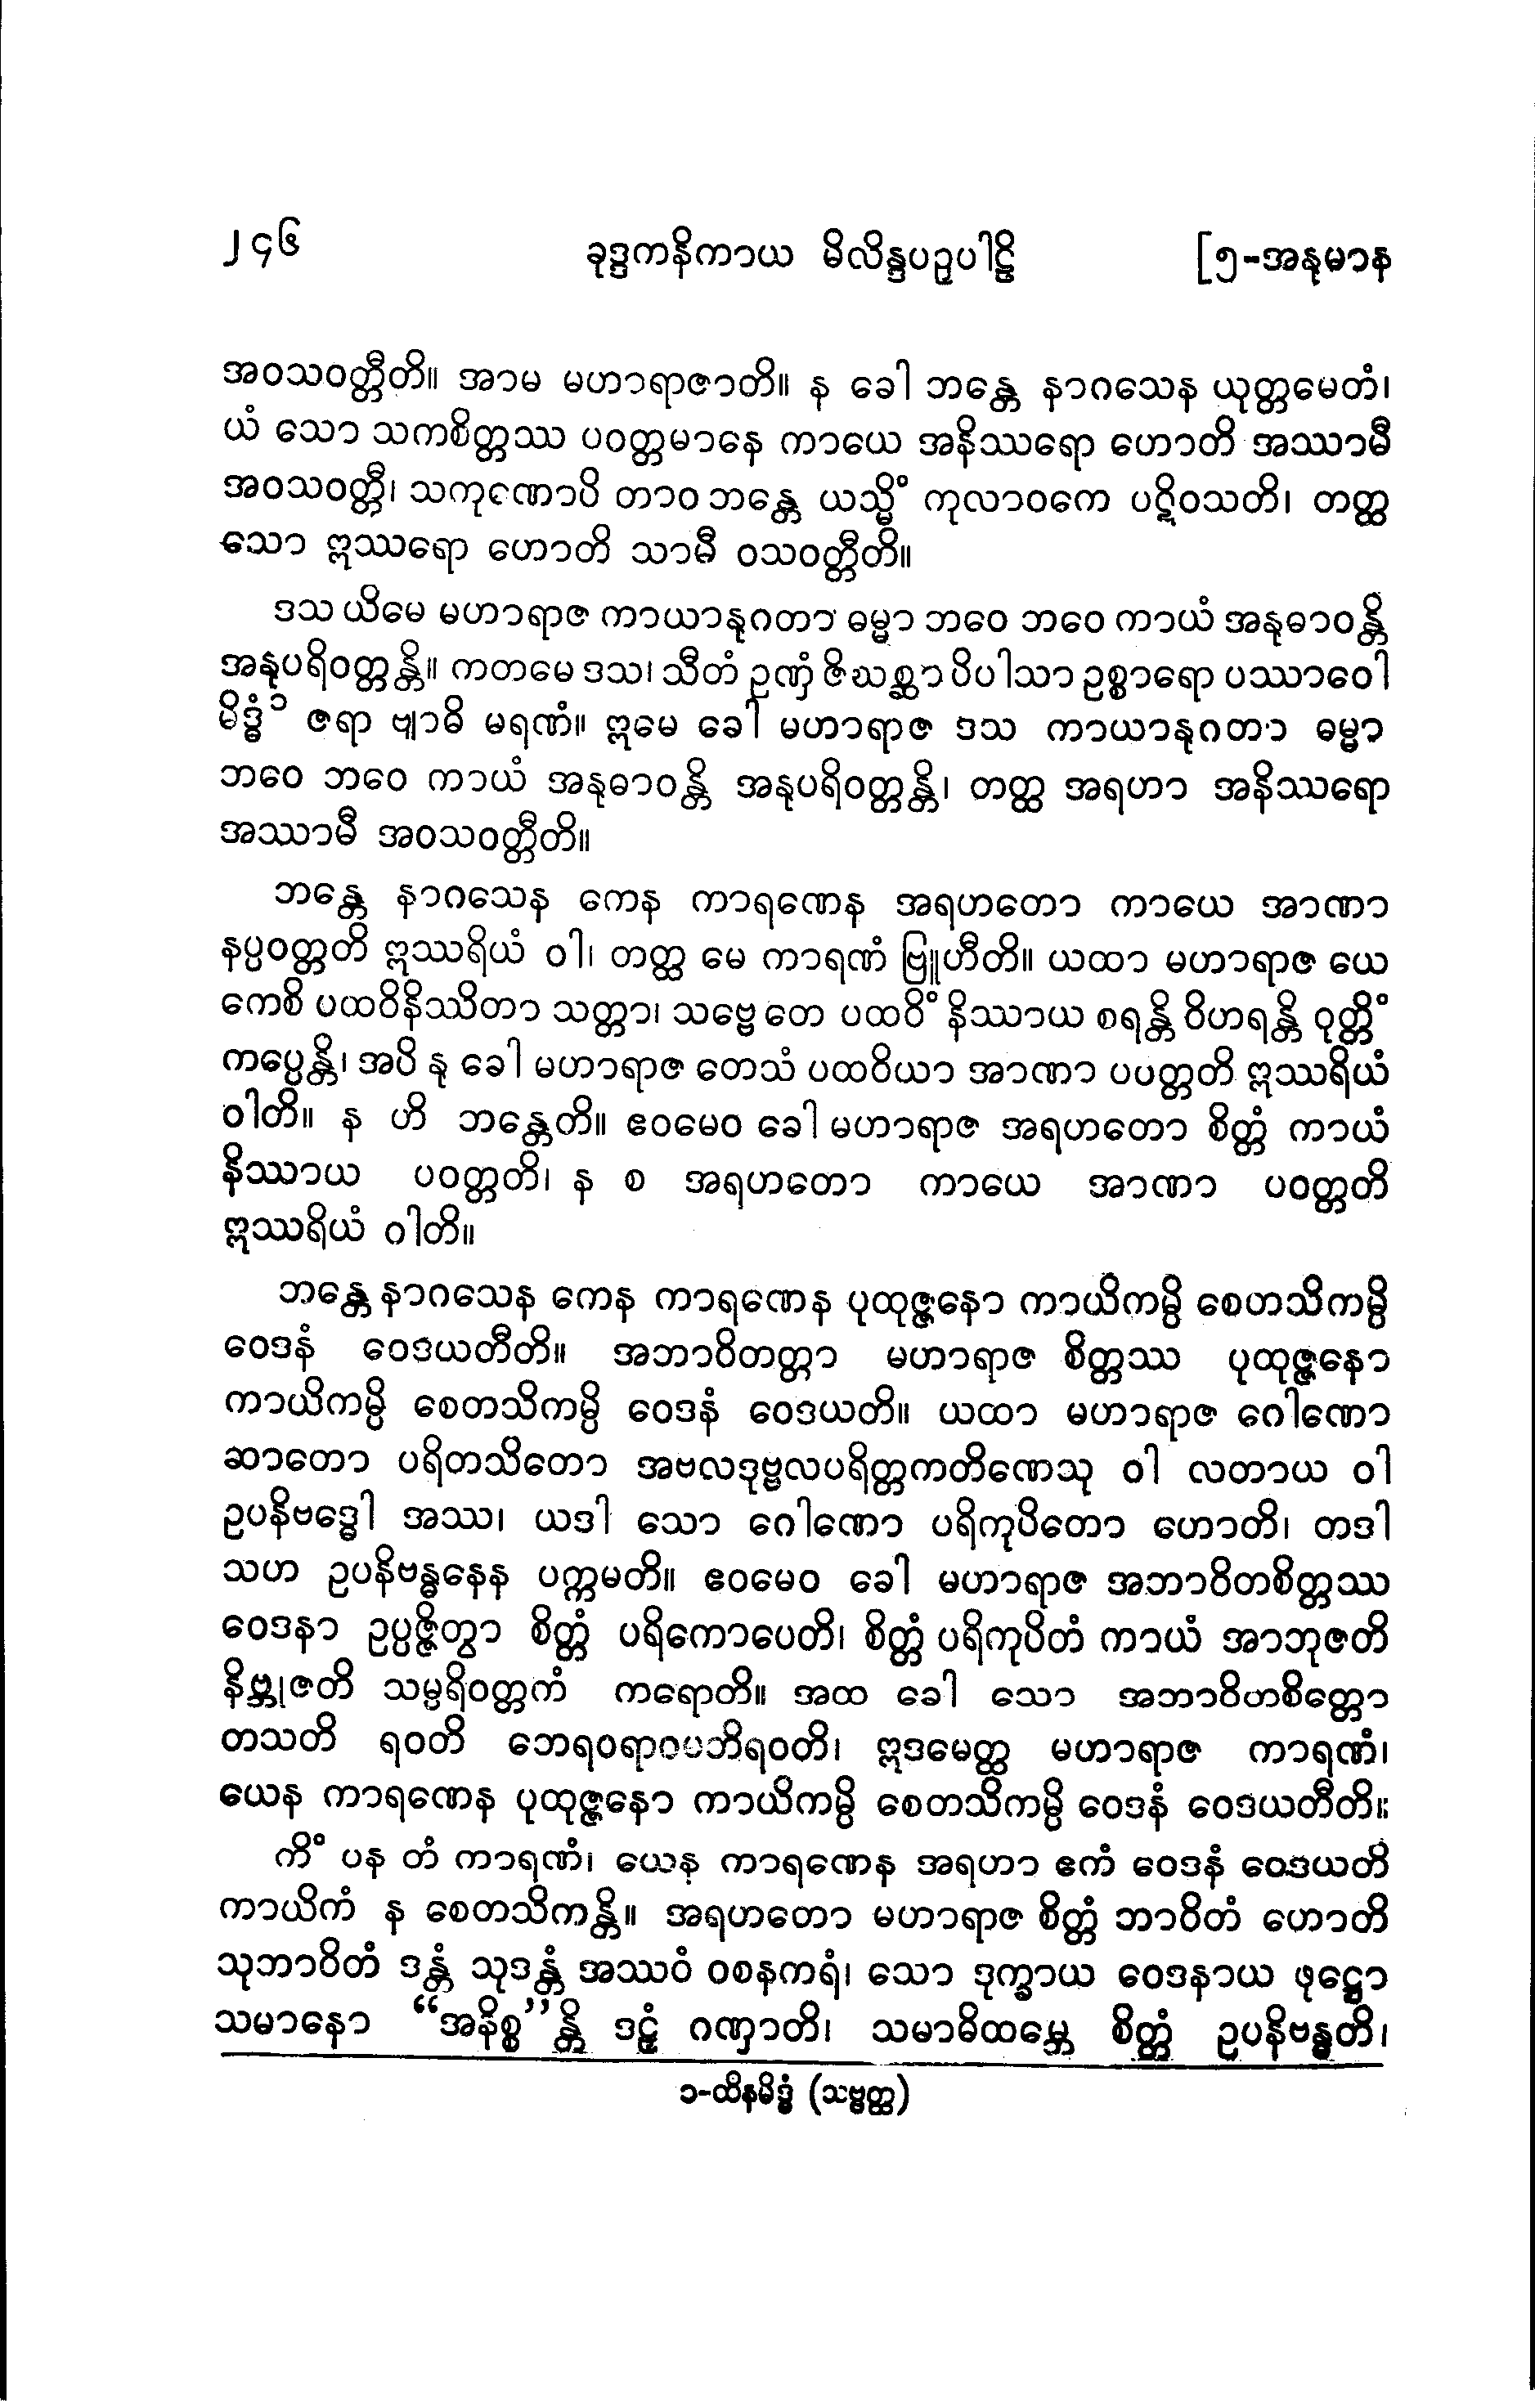 ၂၄၆ ခုဒ္ဒကနိကာယ မိလိန္ဒပဉှပါဠိ [၅-အနုမာန
အဝသဝတ္တီတိ။ အာမ မဟာရာဇာတိ။ န ခေါ ဘန္တေ နာဂသေန ယုတ္တမေတံ၊
ယံ သော သကစိတ္တဿ ပဝတ္တမာနေ ကာယေ အနိဿရော ဟောတိ အဿာမီ
အဝသဝတ္တီ၊ သကုဏောပိ တာဝ ဘန္တေ ယသ္မိံ ကုလာဝကေ ပဋိဝသတိ၊ တတ္ထ
သော ဣဿရော ဟောတိ သာမီ ဝသဝတ္တီတိ။
ဒသ ယိမေ မဟာရာဇ ကာယာနုဂတာ ဓမ္မာ ဘဝေ ဘဝေ ကာယံ အနုဓာဝန္တိ
အနုပရိဝတ္တန္တိ။ ကတမေ ဒသ၊ သီတံ ဥဏှံ ဇိဃစ္ဆာ ပိပါသာ ဥစ္စာရော ပဿာဝေါ
မိဒ္ဓံ ၁ ဇရာ ဗျာဓိ မရဏံ။ ဣမေ ခေါ မဟာရာဇ ဒသ ကာယာနုဂတာ ဓမ္မာ
ဘဝေ ဘဝေ ကာယံ အနုဓာဝန္တိ အနုပရိဝတ္တန္တိ၊ တတ္ထ အရဟာ အနိဿရော
အဿာမီ အဝသဝတ္တီတိ။
ဘန္တေ နာဂသေန ကေန ကာရဏေန အရဟတော ကာယေ အာဏာ
နပ္ပဝတ္တတိ ဣဿရိယံ ဝါ၊ တတ္ထ မေ ကာရဏံ ဗြူဟီတိ။ ယထာ မဟာရာဇ ယေ
ကေစိ ပထဝိနိဿိတာ သတ္တာ၊ သဗ္ဗေ တေ ပထဝိံ နိဿာယ စရန္တိ ဝိဟရန္တိ ဝုတ္တိံ
ကပ္ပေန္တိ၊ အပိ နု ခေါ မဟာရာဇ တေသံ ပထဝိယာ အာဏာ ပပတ္တတိ ဣဿရိယံ
ဝါတိ။ န ဟိ ဘန္တေတိ။ ဧဝမေဝ ခေါ မဟာရာဇ အရဟတော စိတ္တံ ကာယံ
နိဿာယ ပဝတ္တတိ၊ န စ အရဟတော ကာယေ အာဏာ ပဝတ္တတိ
ဣဿရိယံ ဝါတိ။
ဘန္တေ နာဂသေန ကေန ကာရဏေန ပုထုဇ္ဇနော ကာယိကမ္ပိ စေတသိကမ္ပိ
ဝေဒနံ ဝေဒယတီတိ။ အဘာဝိတတ္တာ မဟာရာဇ စိတ္တဿ ပုထုဇ္ဇနော
ကာယိကမ္ပိ စေတသိကမ္ပိ ဝေဒနံ ဝေဒယတိ။ ယထာ မဟာရာဇ ဂေါဏော
ဆာတော ပရိတသိတော အဗလဒုဗ္ဗလပရိတ္တကတိဏေသု ဝါ လတာယ ဝါ
ဥပနိဗဒ္ဓေါ အဿ၊ ယဒါ သော ဂေါဏော ပရိကုပိတော ဟောတိ၊ တဒါ
သဟ ဥပနိဗန္ဓနေန ပက္ကမတိ။ ဧဝမေဝ ခေါ မဟာရာဇ အဘာဝိတစိတ္တဿ
ဝေဒနာ ဥပ္ပဇ္ဇိတွာ စိတ္တံ ပရိကောပေတိ၊ စိတ္တံ ပရိကုပိတံ ကာယံ အာဘုဇတိ
နိဗ္ဘုဇတိ သမ္ပရိဝတ္တကံ ကရောတိ။ အထ ခေါ သော အဘာဝိတစိတ္တော
တသတိ ရဝတိ ဘေရဝရာဝမဘိရဝတိ၊ ဣဒမေတ္ထ မဟာရာဇ ကာရဏံ၊
ယေန ကာရဏေန ပုထုဇ္ဇနော ကာယိကမ္ပိ စေတသိကမ္ပိ ဝေဒနံ ဝေဒယတီတိ။
ကိံ ပန တံ ကာရဏံ၊ ယေန ကာရဏေန အရဟာ ဧကံ ဝေဒနံ ဝေဒယတိ
ကာယိကံ န စေတသိကန္တိ။ အရဟတော မဟာရာဇ စိတ္တံ ဘာဝိတံ ဟောတိ
သုဘာဝိတံ ဒန္တံ သုဒန္တံ အဿဝံ ဝစနကရံ၊ သော ဒုက္ခာယ ဝေဒနာယ ဖုဋ္ဌော
သမာနော “အနိစ္စ”န္တိ ဒဠှံ ဂဏှာတိ၊ သမာဓိထမ္ဘေ စိတ္တံ ဥပနိဗန္ဓတိ၊
၁-ထိနမိဒ္ဓံ (သဗ္ဗတ္ထ)